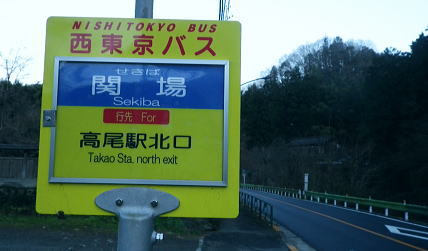 NISHITOKYO BUS
西東京バス
せきば
関場
Sekiba
行先 For
高尾駅北口
Takao Sta. north exit